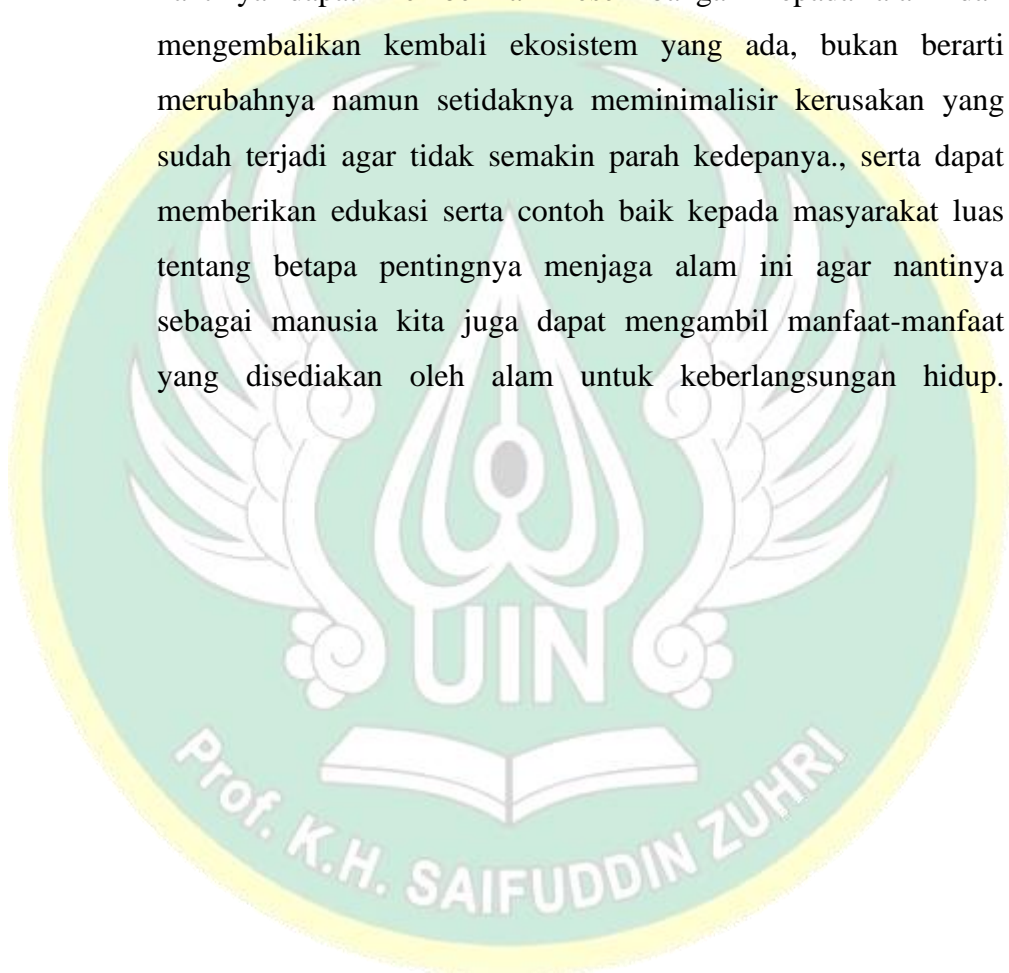 mengembalikan kembali ekosistem yang ada, bukan berarti
merubahnya namun setidaknya meminimalisir kerusakan yang
sudah terjadi agar tidak semakin parah kedepanya., serta dapat
memberikan edukasi serta contoh baik kepada masyarakat luas
tentang betapa pentingnya menjaga alam ini agar nantinya
sebagai manusia kita juga dapat mengambil manfaat-manfaat
yang disediakan oleh alam untuk keberlangsungan hidup.
UIN
Prof. K.H. SAIFUDDIN ZUHRI